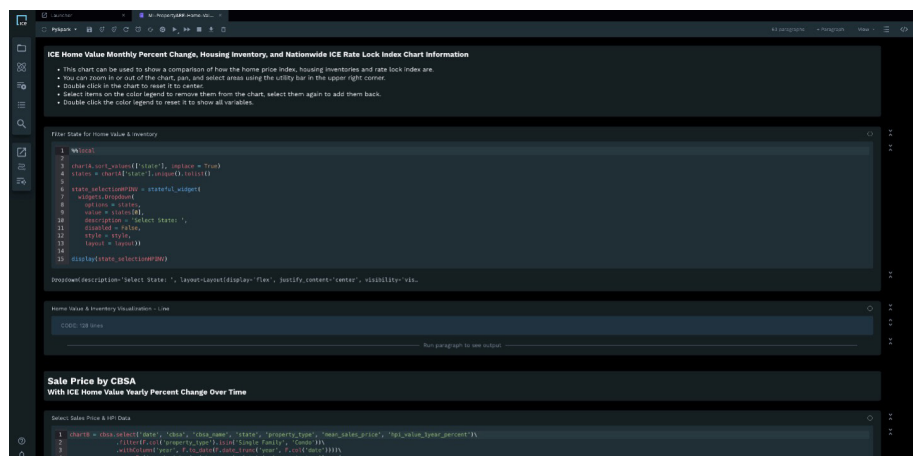 ICE
Launcher ×
MI-PropertyARR-Home-Val... ×
PySpark
43 paragraphs + Paragraph View
ICE Home Value Monthly Percent Change, Housing Inventory, and Nationwide ICE Rate Lock Index Chart Information
• This chart can be used to show a comparison of how the home price index, housing inventories and rate lock index are.
• You can zoom in or out of the chart, pan, and select areas using the utility bar in the upper right corner.
• Double click in the chart to reset it to center.
• Select items on the color legend to remove them from the chart, select them again to add them back.
• Double click the color legend to reset it to show all variables.
Filter State for Home Value & Inventory
1 %%local
2
3 chartA.sort_values(['state'], inplace = True)
4 states = chartA['state'].unique().tolist()
5
6 state_selectionHPINV = stateful_widget(
7 widgets.Dropdown(
8 options = states,
9 value = states[0],
10 description = 'Select State: ',
11 disabled = False,
12 style = style,
13 layout = layout))
14
15 display(state_selectionHPINV)
Dropdown(description='Select State: ', layout=Layout(display='flex', justify_content='center', visibility='vis…
Home Value & Inventory Visualization - Line
CODE: 128 lines
Run paragraph to see output
Sale Price by CBSA
With ICE Home Value Yearly Percent Change Over Time
Select Sales Price & HPI Data
1 chartB = cbsa.select('date', 'cbsa', 'cbsa_name', 'state', 'property_type', 'mean_sales_price', 'hpi_value_5year_percent')\
2 .filter(F.col('property_type').isin('Single Family', 'Condo'))\
3 .withColumn('year', F.to_date(F.date_trunc('year', F.col('date'))))\